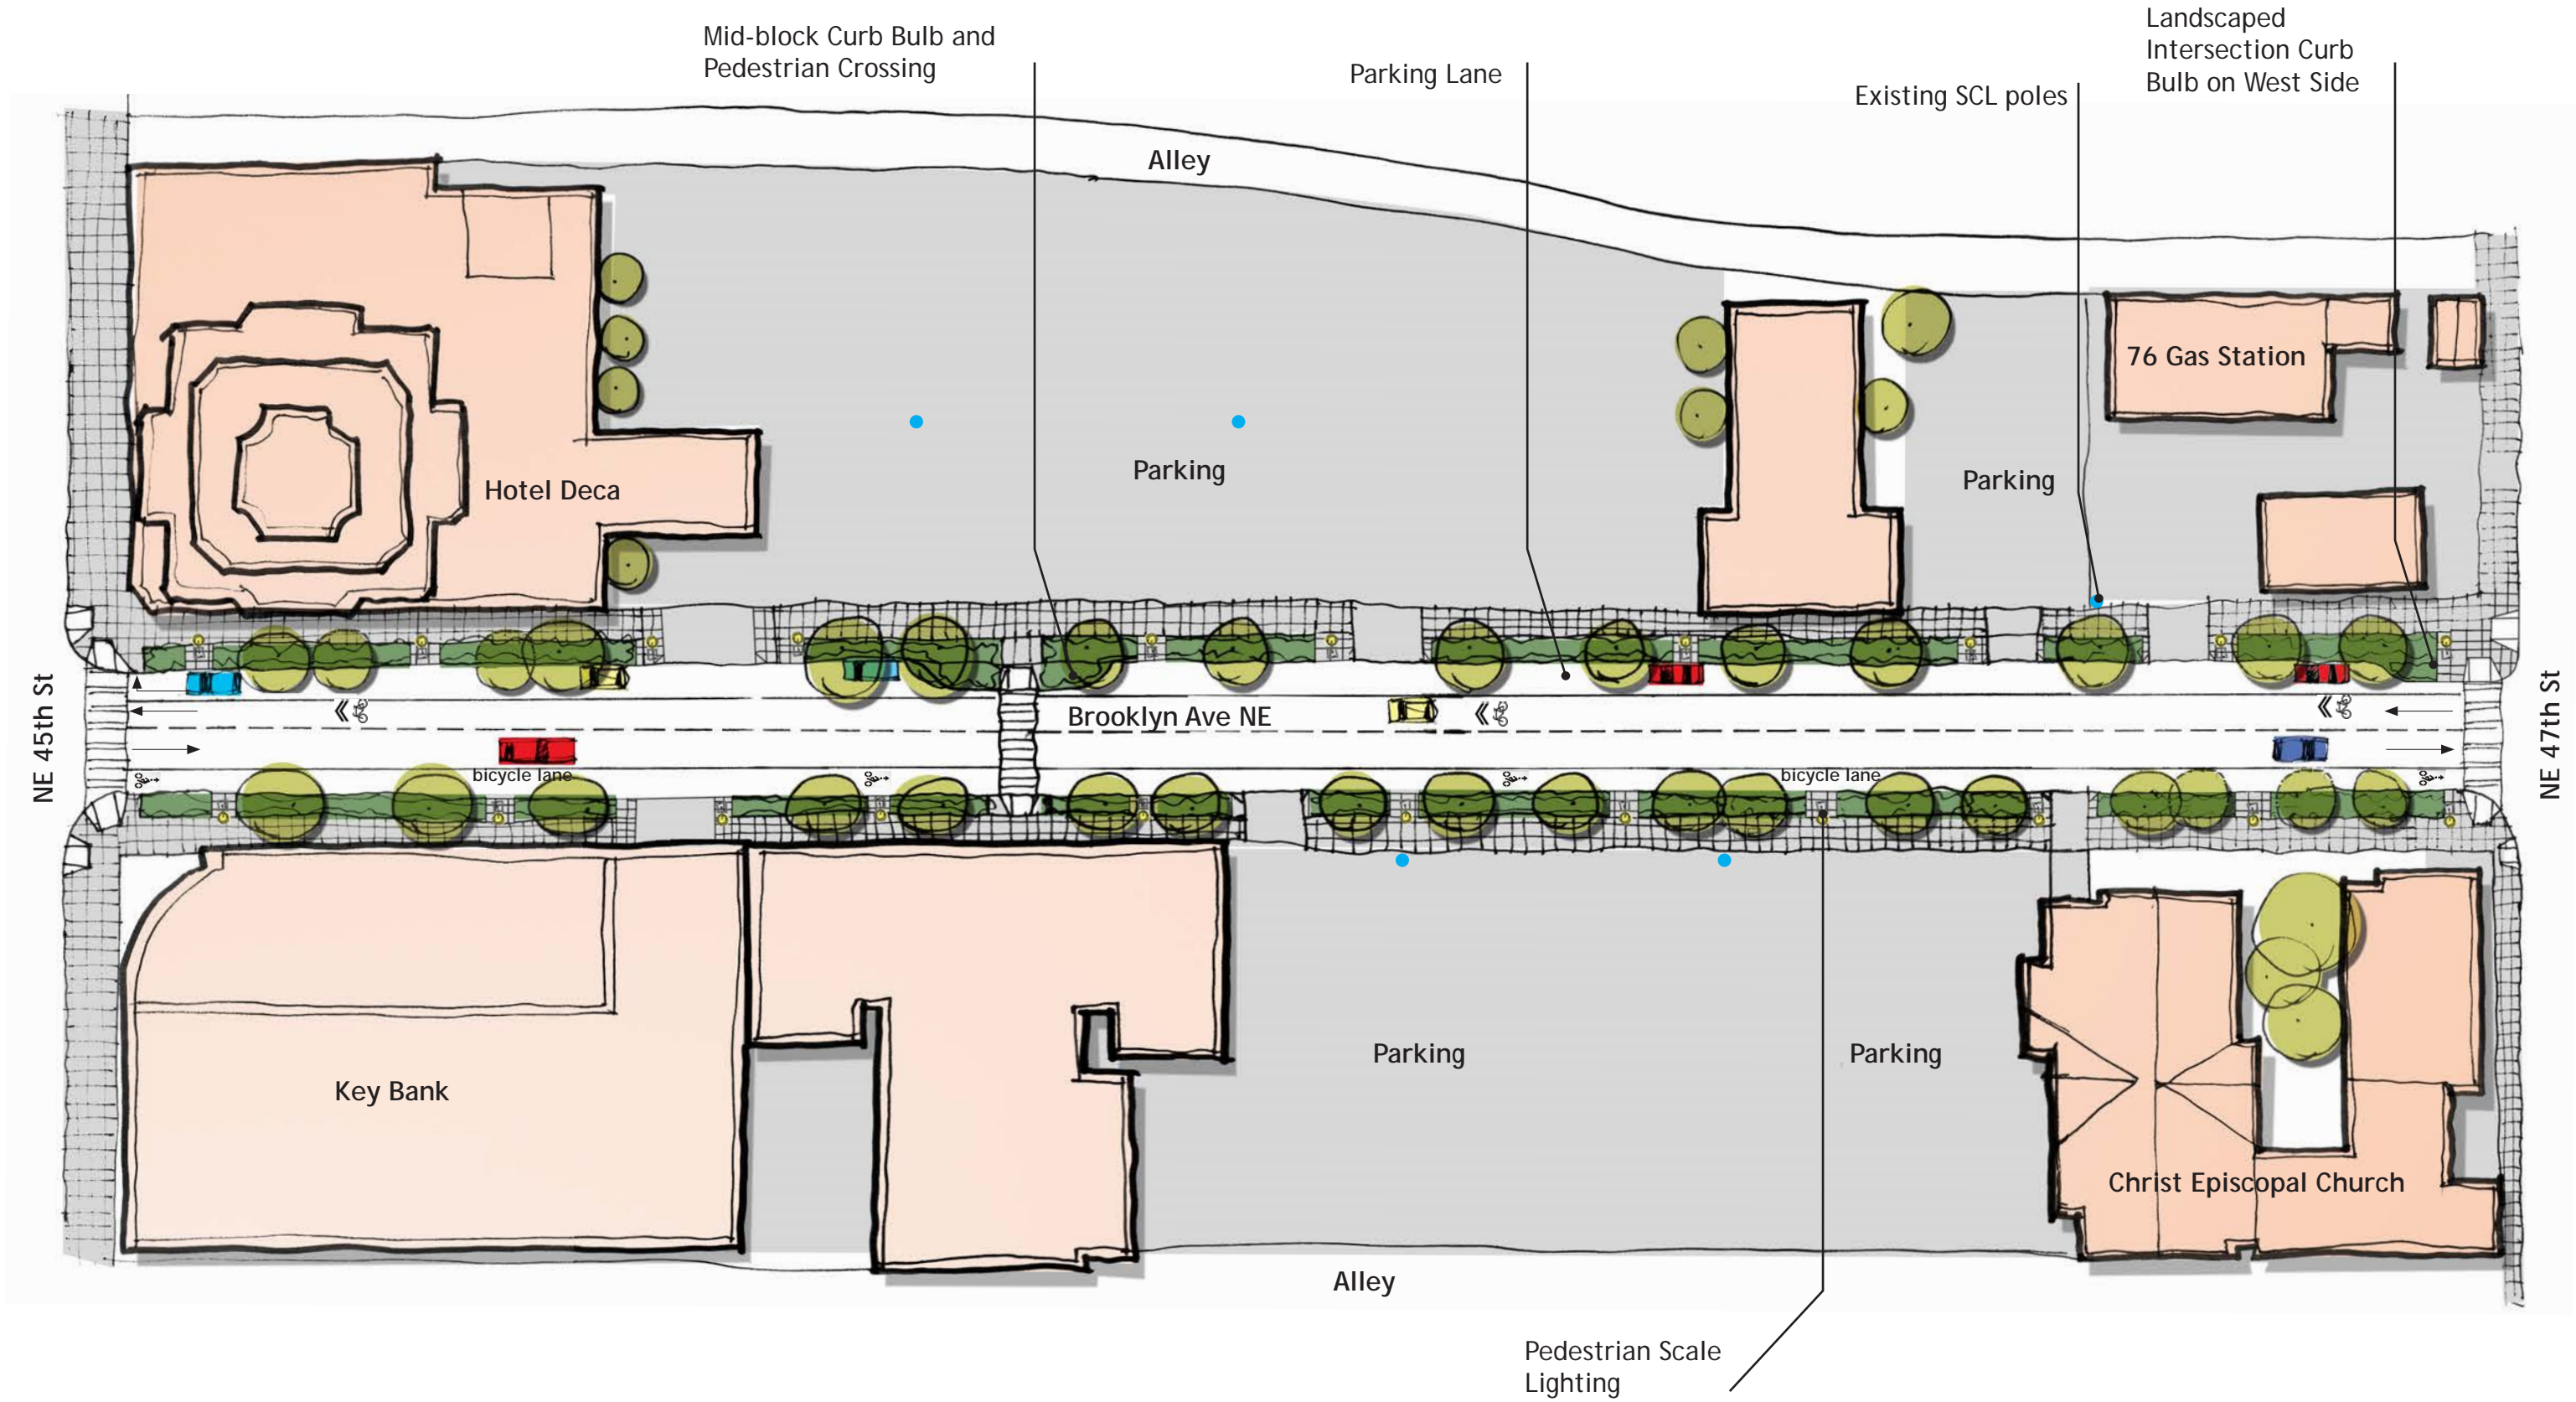 Landscaped
Intersection Curb
Bulb on West Side
Mid-block Curb Bulb and
Pedestrian Crossing
Parking Lane
Existing SCL poles
Alley
76 Gas Station
Parking
Parking
Hotel Deca
NE 45th St
Brooklyn Ave NE
NE 47th St
bicycle lane
bicycle lane
Parking
Parking
Key Bank
Christ Episcopal Church
Alley
Pedestrian Scale
Lighting